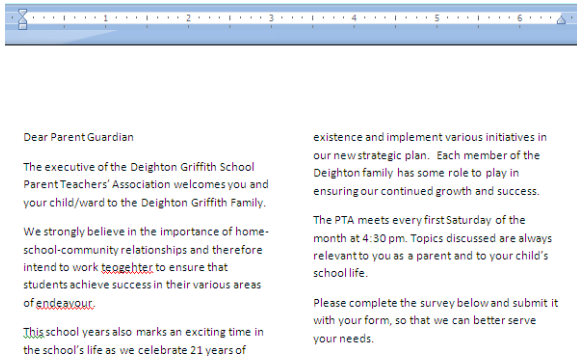 1 2 3 4 5 6
Dear Parent Guardian
The executive of the Deighton Griffith School
Parent Teachers' Association welcomes you and
your child/ward to the Deighton Griffith Family.
We strongly believe in the importance of home-
school-community relationships and therefore
intend to work teogehter to ensure that
students achieve success in their various areas
of endeavour.
This school years also marks an exciting time in
the school's life as we celebrate 21 years of
existence and implement various initiatives in
our new strategic plan.  Each member of the
Deighton family has some role to play in
ensuring our continued growth and success.
The PTA meets every first Saturday of the
month at 4:30 pm. Topics discussed are always
relevant to you as a parent and to your child's
school life.
Please complete the survey below and submit it
with your form, so that we can better serve
your needs.